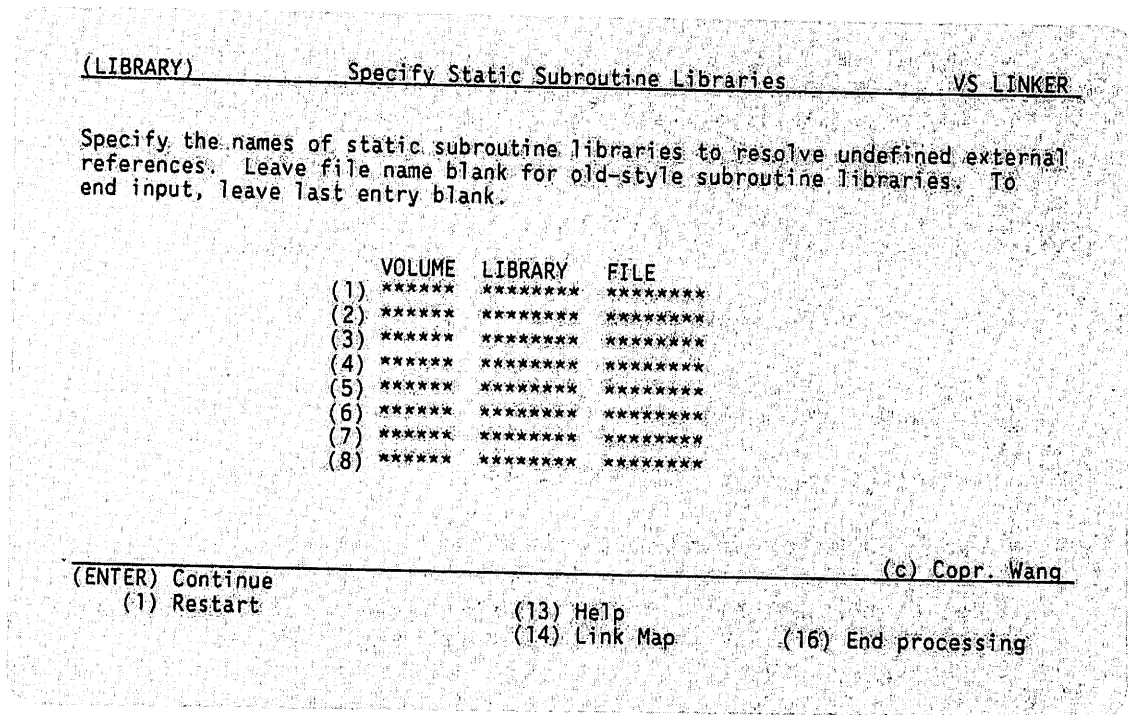 (LIBRARY) Specify Static Subroutine Libraries VS LINKER
Specify the names of static subroutine libraries to resolve undefined external
references. Leave file name blank for old-style subroutine libraries. To
end input, leave last entry blank.
VOLUME LIBRARY FILE
(1) ****** ******** ********
(2) ****** ******** ********
(3) ****** ******** ********
(4) ****** ******** ********
(5) ****** ******** ********
(6) ****** ******** ********
(7) ****** ******** ********
(8) ****** ******** ********
(c) Copr. Wang
(ENTER) Continue
(1) Restart (13) Help
(14) Link Map (16) End processing